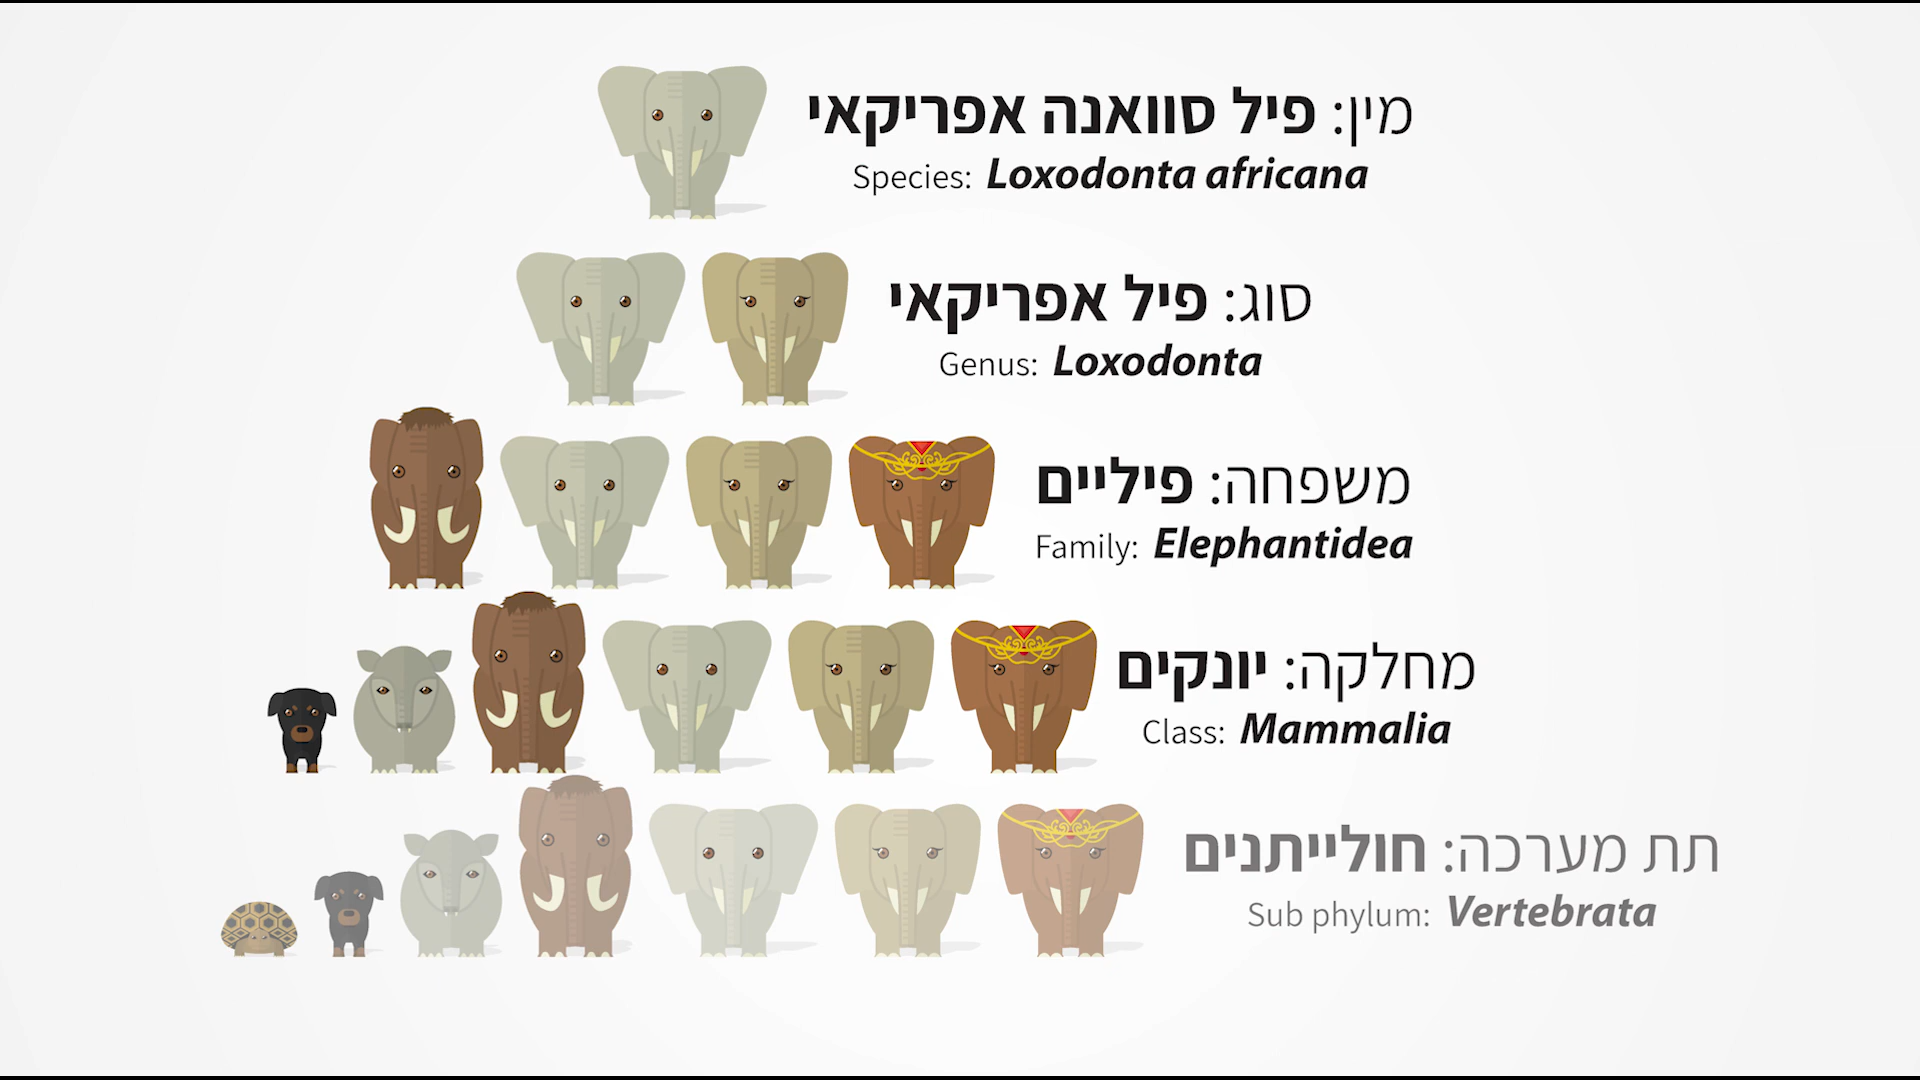 מין: פיל סוואנה אפריקאי
Species: Loxodonta africana
סוג: פיל אפריקאי
Genus: Loxodonta
משפחה: פיליים
Family: Elephantidea
מחלקה: יונקים
Class: Mammalia
תת מערכה: חולייתנים
Sub phylum: Vertebrata